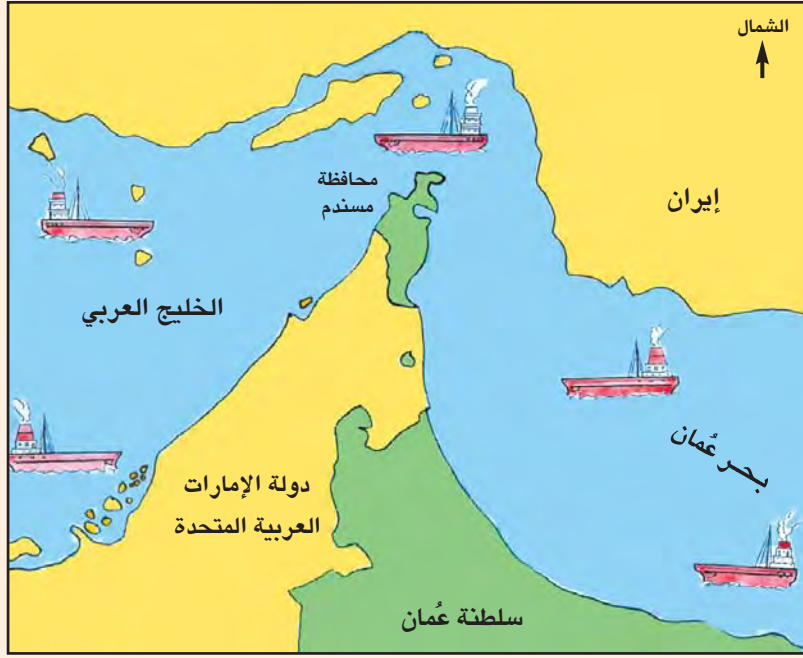 الشمال
محافظة
مسندم
إيران
الخليج العربي
بحر عُمان
دولة الإمارات
العربية المتحدة
سلطنة عُمان